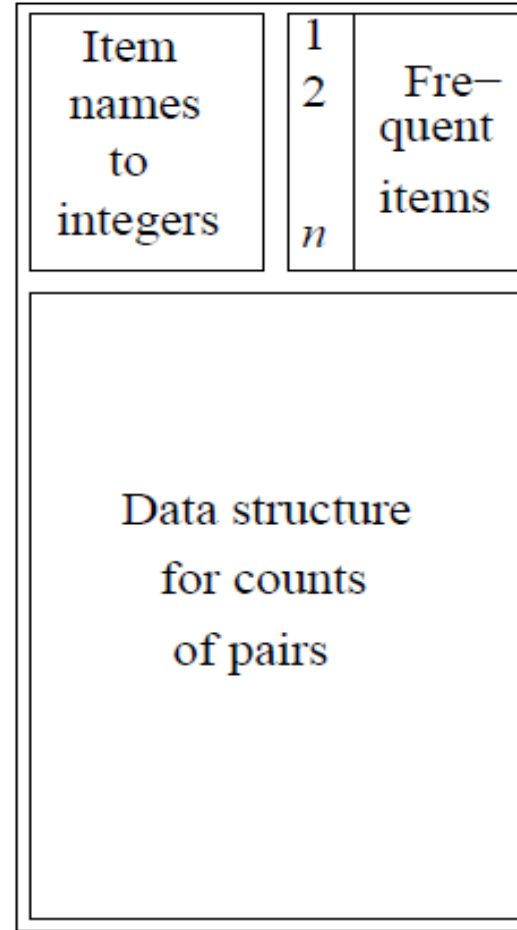 Item
names
to
integers
1
2
n
Fre–
quent
items
Data structure
for counts
of pairs